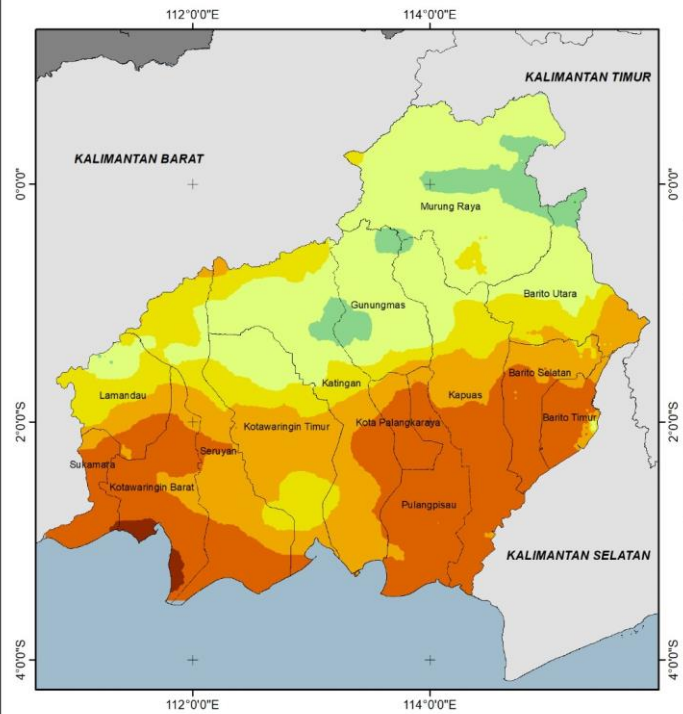 112°0'0"E 114°0'0"E
KALIMANTAN TIMUR
KALIMANTAN BARAT
0°0'0" 0°0'0"
Murung Raya
Barito Utara
Gunungmas
Barito Selatan
Katingan
Lamandau
Kapuas
Barito Timur
2°0'0"S 2°0'0"S
Kotawaringin Timur
Kota Palangkaraya
Seruyan
Sukamara
Kotawaringin Barat
Pulangpisau
KALIMANTAN SELATAN
4°0'0"S 4°0'0"S
112°0'0"E 114°0'0"E